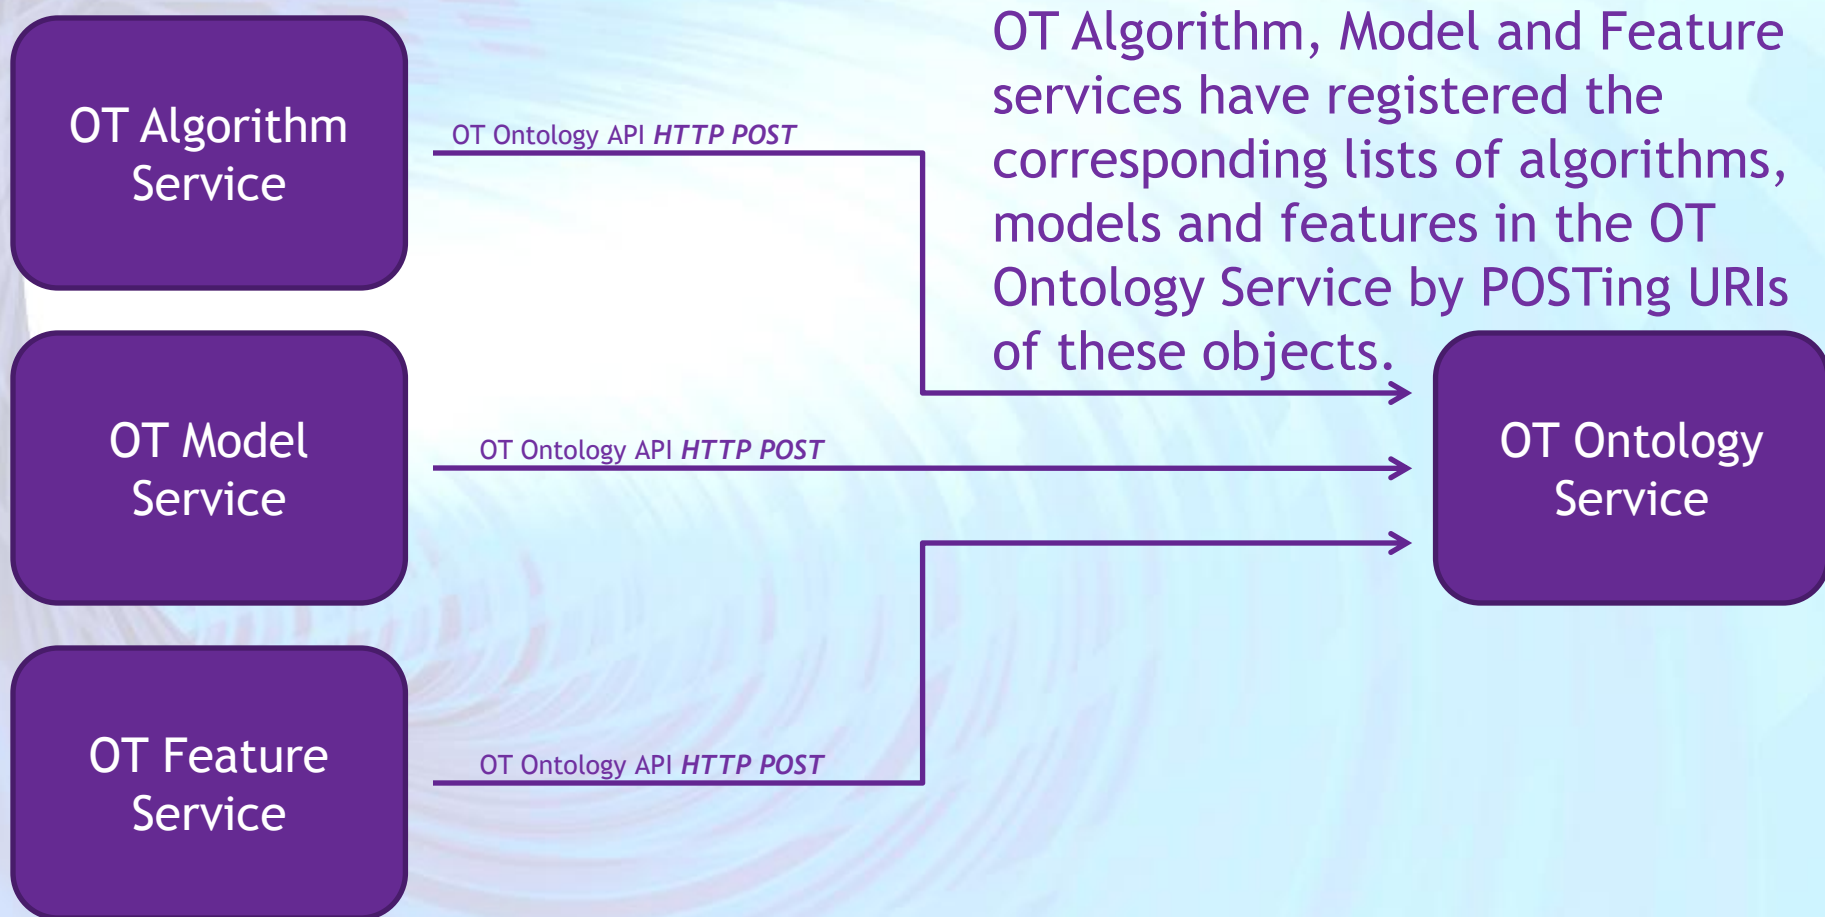 OT Algorithm, Model and Feature
services have registered the
corresponding lists of algorithms,
models and features in the OT
Ontology Service by POSTing URIs
of these objects.
OT Algorithm
Service
OT Ontology API HTTP POST
OT Model
Service
OT Ontology API HTTP POST
OT Ontology
Service
OT Feature
Service
OT Ontology API HTTP POST